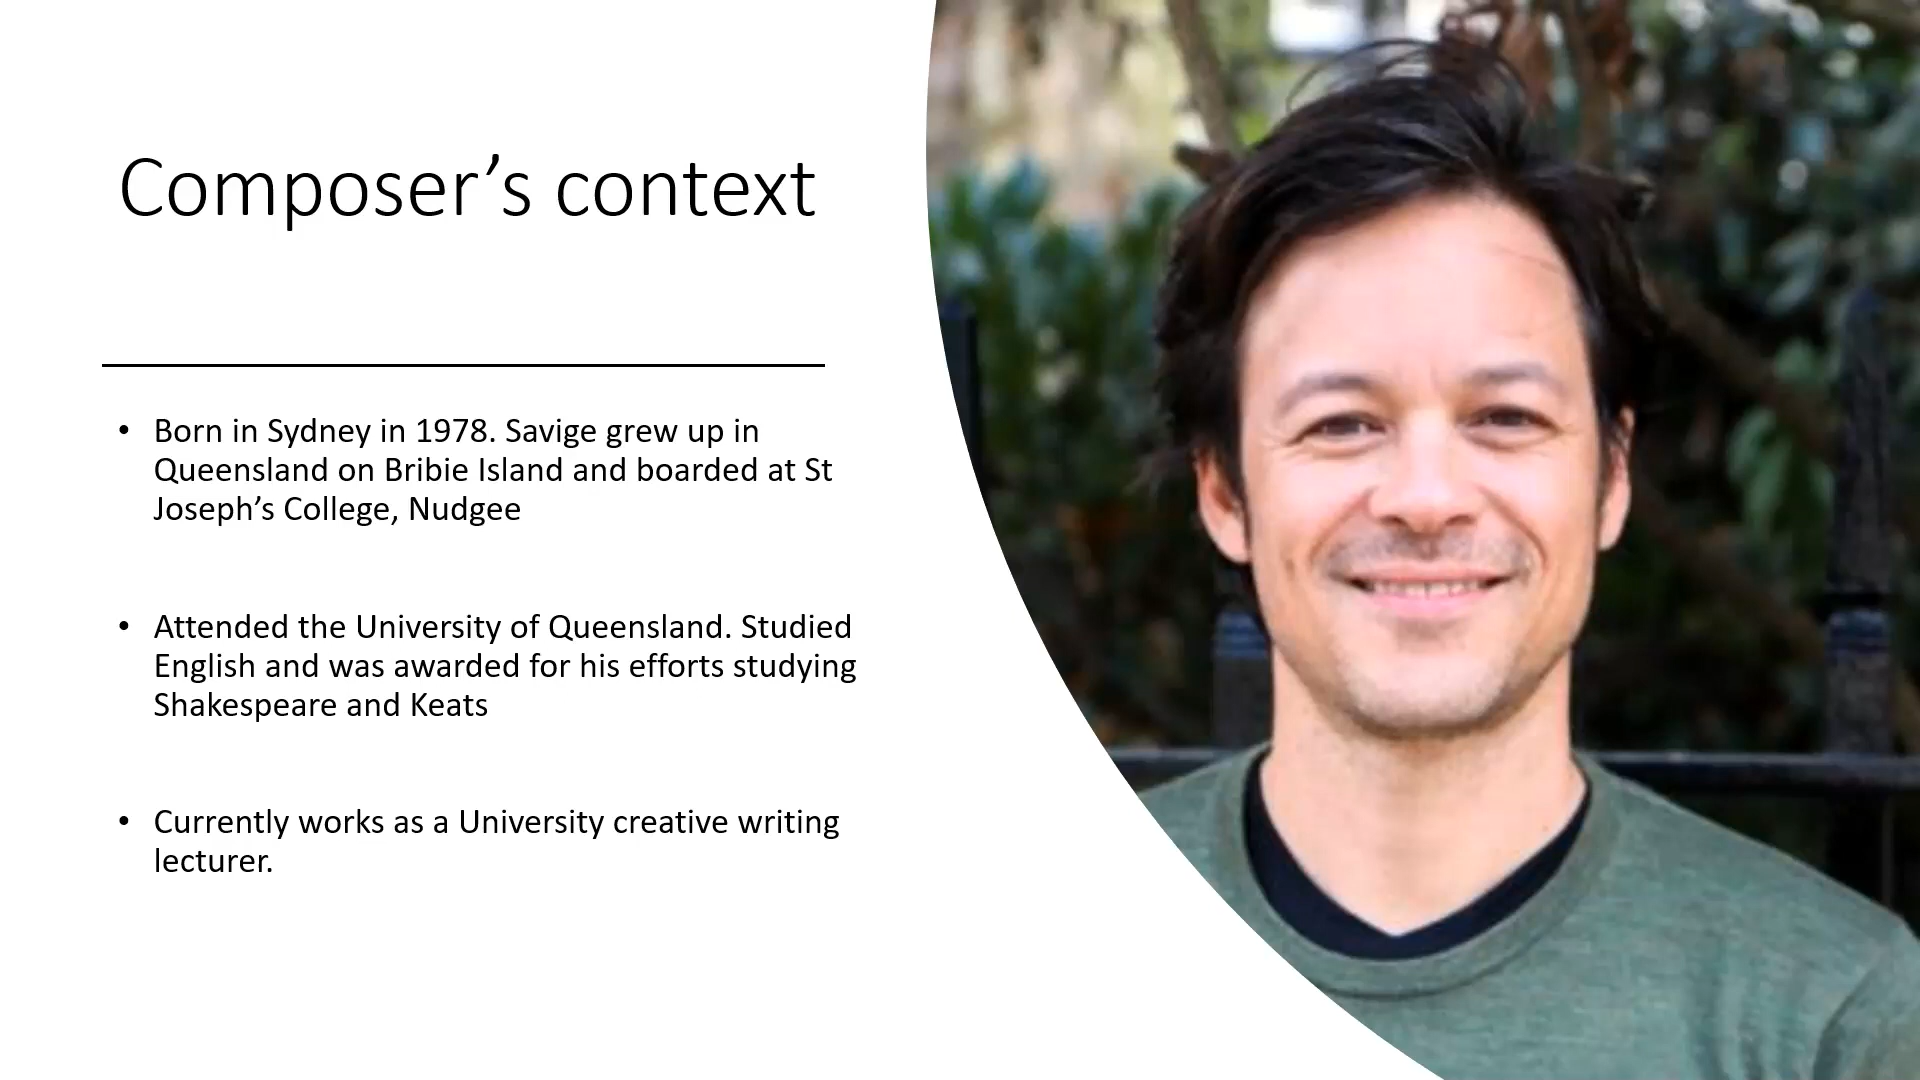 Composer’s context
• Born in Sydney in 1978. Savige grew up in
Queensland on Bribie Island and boarded at St
Joseph’s College, Nudgee
• Attended the University of Queensland. Studied
English and was awarded for his efforts studying
Shakespeare and Keats
• Currently works as a University creative writing
lecturer.